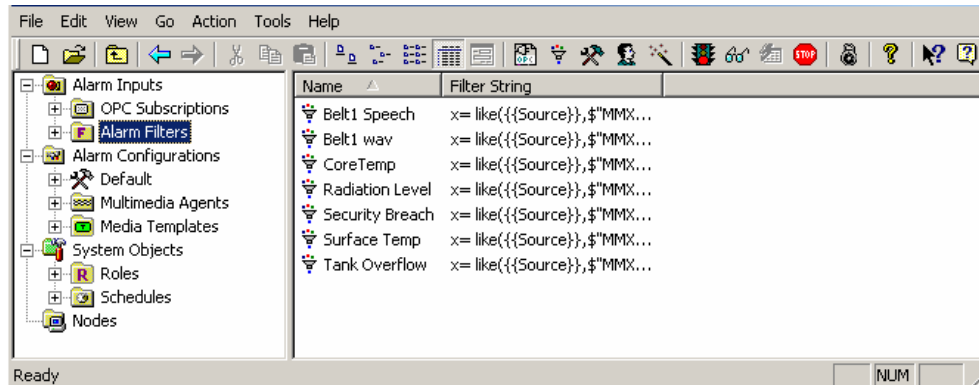 File Edit View Go Action Tools Help
Alarm Inputs
OPC Subscriptions
F Alarm Filters
Alarm Configurations
Default
Multimedia Agents
Media Templates
System Objects
R Roles
Schedules
Nodes
Name Filter String
Belt1 Speech x= like({{Source}},$"MMX...
Belt1 wav x= like({{Source}},$"MMX...
CoreTemp x= like({{Source}},$"MMX...
Radiation Level x= like({{Source}},$"MMX...
Security Breach x= like({{Source}},$"MMX...
Surface Temp x= like({{Source}},$"MMX...
Tank Overflow x= like({{Source}},$"MMX...
Ready NUM